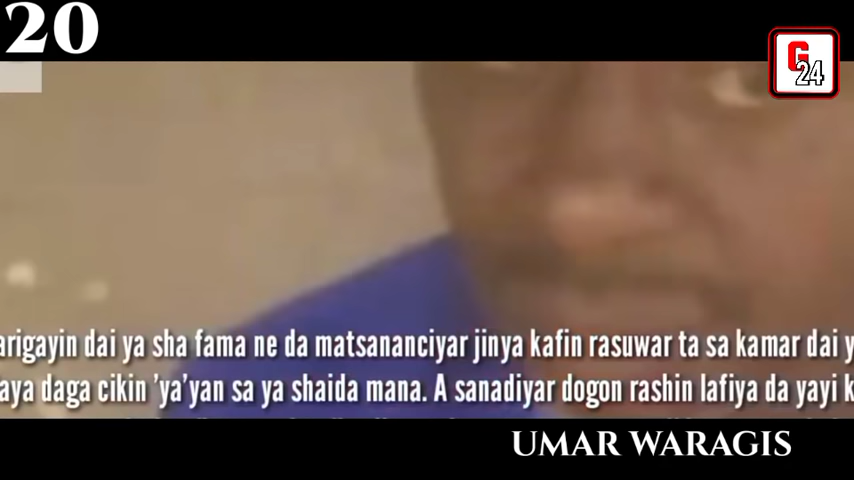 20
G
24
arigayin dai ya sha fama ne da matsananciyar jinya kafin rasuwar ta sa kamar dai y
aya daga cikin 'ya'yan sa ya shaida mana. A sanadiyar dogon rashin lafiya da yayi k
UMAR WARAGIS